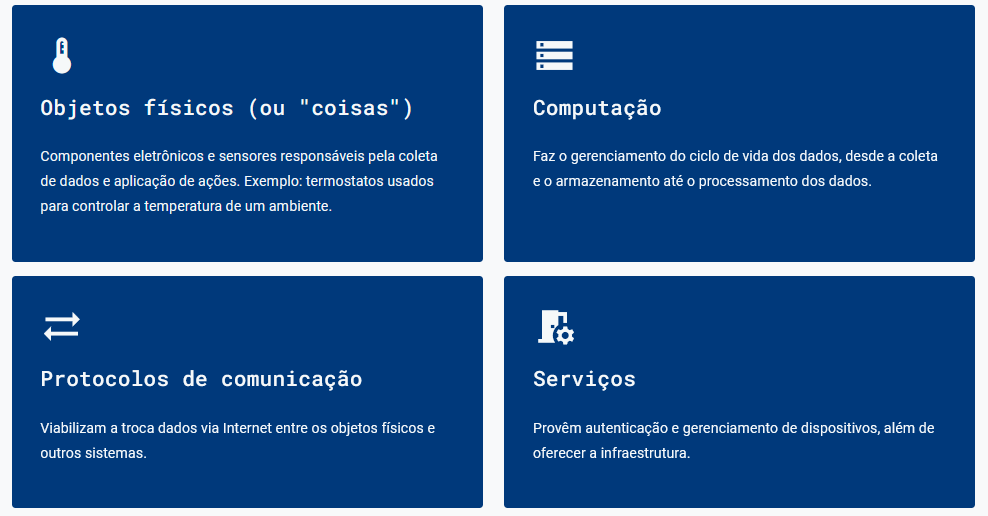 Objetos físicos (ou "coisas")
Componentes eletrônicos e sensores responsáveis pela coleta
de dados e aplicação de ações. Exemplo: termostatos usados
para controlar a temperatura de um ambiente.
Computação
Faz o gerenciamento do ciclo de vida dos dados, desde a coleta
e o armazenamento até o processamento dos dados.
Protocolos de comunicação
Viabilizam a troca dados via Internet entre os objetos físicos e
outros sistemas.
Serviços
Provêm autenticação e gerenciamento de dispositivos, além de
oferecer a infraestrutura.